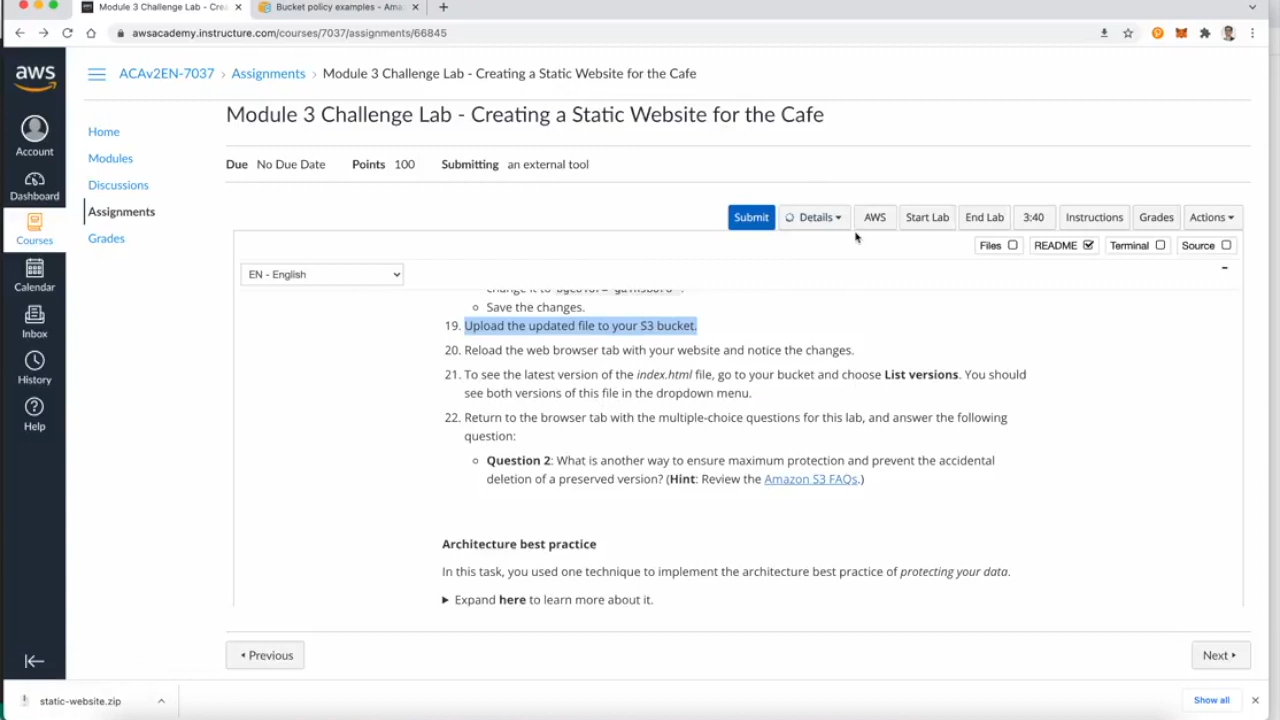 Module 3 Challenge Lab - Crea
Bucket policy examples - Ama
awsacademy.instructure.com/courses/7037/assignments/66845
aws
Account
Dashboard
Courses
Calendar
Inbox
History
Help
ACAv2EN-7037 › Assignments › Module 3 Challenge Lab - Creating a Static Website for the Cafe
Home
Modules
Discussions
Assignments
Grades
Module 3 Challenge Lab - Creating a Static Website for the Cafe
Due No Due Date Points 100 Submitting an external tool
Submit Details AWS Start Lab End Lab 3:40 Instructions Grades Actions
Files README Terminal Source
EN - English
Save the changes.
19. Upload the updated file to your S3 bucket.
20. Reload the web browser tab with your website and notice the changes.
21. To see the latest version of the index.html file, go to your bucket and choose List versions. You should
see both versions of this file in the dropdown menu.
22. Return to the browser tab with the multiple-choice questions for this lab, and answer the following
question:
Question 2: What is another way to ensure maximum protection and prevent the accidental
deletion of a preserved version? (Hint: Review the Amazon S3 FAQs.)
Architecture best practice
In this task, you used one technique to implement the architecture best practice of protecting your data.
Expand here to learn more about it.
Previous
Next
static-website.zip
Show all